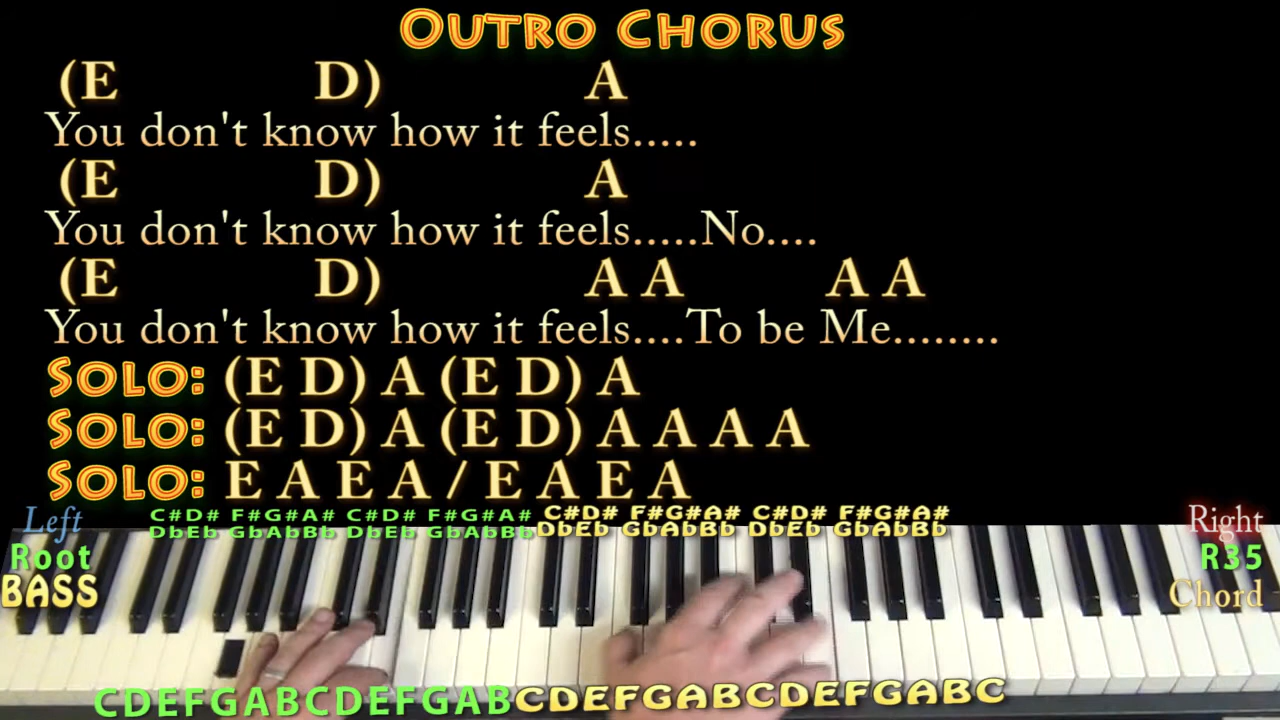 Outro Chorus
(E D) A
You don't know how it feels.....
(E D) A
You don't know how it feels.....No....
(E D) A A A A
You don't know how it feels....To be Me........
Solo: (E D) A (E D) A
Solo: (E D) A (E D) A A A A
Solo: E A E A / E A E A
Left
Root
BASS
C#D# F#G#A# C#D# F#G#A# C#D# F#G#A# C#D# F#G#A#
DbEb GbAbBb DbEb GbAbBb DbEb GbAbBb DbEb GbAbBb
Right
R35
Chord
CDEFGABCDEFGABCDEFGABCDEFGABC